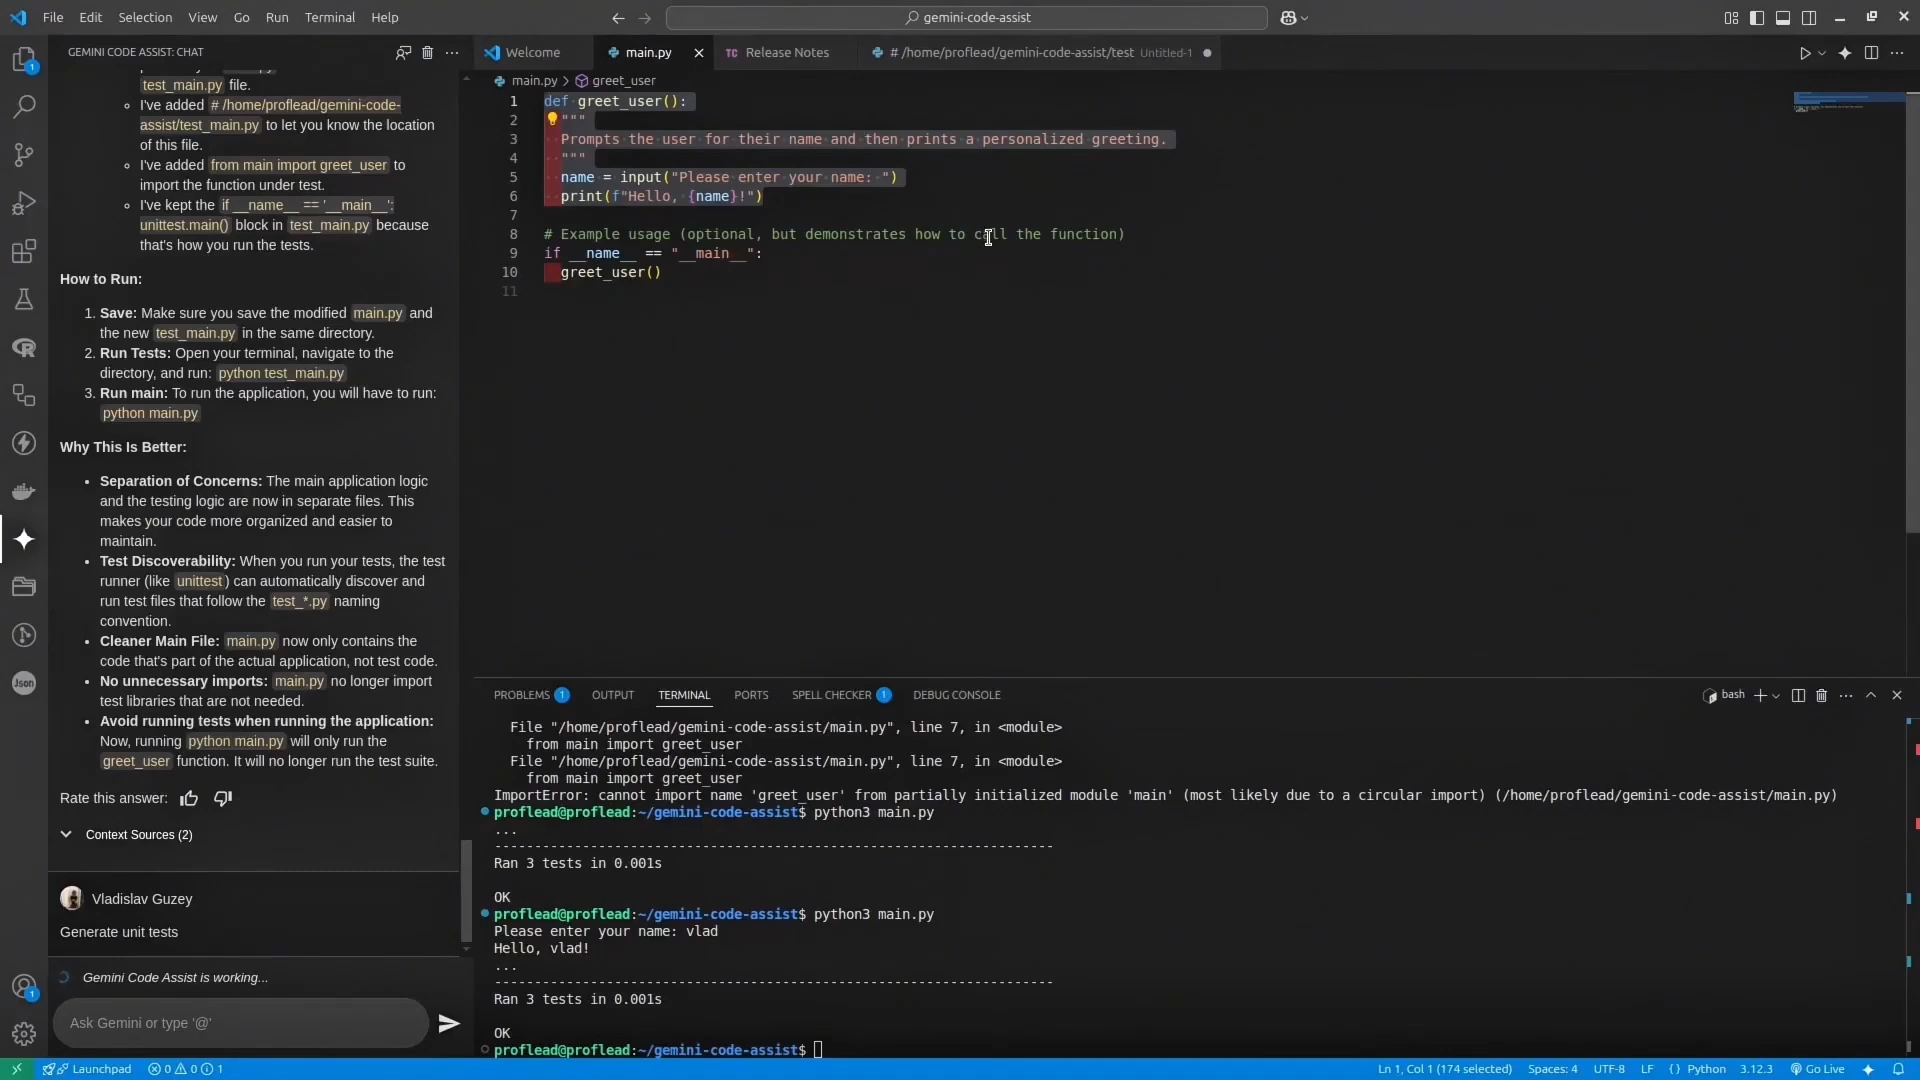 File Edit Selection View Go Run Terminal Help
gemini-code-assist
GEMINI CODE ASSIST: CHAT
test_main.py file.
I've added # /home/proflead/gemini-code-
assist/test_main.py to let you know the location
of this file.
I've added from main import greet_user to
import the function under test.
I've kept the if __name__ == '__main__':
unittest.main() block in test_main.py because
that's how you run the tests.
How to Run:
1. Save: Make sure you save the modified main.py and
the new test_main.py in the same directory.
2. Run Tests: Open your terminal, navigate to the
directory, and run: python test_main.py
3. Run main: To run the application, you will have to run:
python main.py
Why This Is Better:
Separation of Concerns: The main application logic
and the testing logic are now in separate files. This
makes your code more organized and easier to
maintain.
Test Discoverability: When you run your tests, the test
runner (like unittest) can automatically discover and
run test files that follow the test_*.py naming
convention.
Cleaner Main File: main.py now only contains the
code that's part of the actual application, not test code.
No unnecessary imports: main.py no longer import
test libraries that are not needed.
Avoid running tests when running the application:
Now, running python main.py will only run the
greet_user function. It will no longer run the test suite.
Rate this answer:
Context Sources (2)
Vladislav Guzey
Generate unit tests
Gemini Code Assist is working...
Ask Gemini or type '@'
Welcome main.py TC Release Notes # /home/proflead/gemini-code-assist/test Untitled-1
main.py > greet_user
1 def greet_user():
2 """
3 Prompts the user for their name and then prints a personalized greeting.
4 """
5 name = input("Please enter your name: ")
6 print(f"Hello, {name}!")
7
8 # Example usage (optional, but demonstrates how to call the function)
9 if __name__ == "__main__":
10 greet_user()
11
PROBLEMS 1 OUTPUT TERMINAL PORTS SPELL CHECKER 1 DEBUG CONSOLE
bash
File "/home/proflead/gemini-code-assist/main.py", line 7, in <module>
from main import greet_user
File "/home/proflead/gemini-code-assist/main.py", line 7, in <module>
from main import greet_user
ImportError: cannot import name 'greet_user' from partially initialized module 'main' (most likely due to a circular import) (/home/proflead/gemini-code-assist/main.py)
proflead@proflead:~/gemini-code-assist$ python3 main.py
...
----------------------------------------------------------------------
Ran 3 tests in 0.001s
OK
proflead@proflead:~/gemini-code-assist$ python3 main.py
Please enter your name: vlad
Hello, vlad!
...
----------------------------------------------------------------------
Ran 3 tests in 0.001s
OK
proflead@proflead:~/gemini-code-assist$
1
R
Json
1
Launchpad 0 0 1
Ln 1, Col 1 (174 selected) Spaces: 4 UTF-8 LF { } Python 3.12.3 Go Live